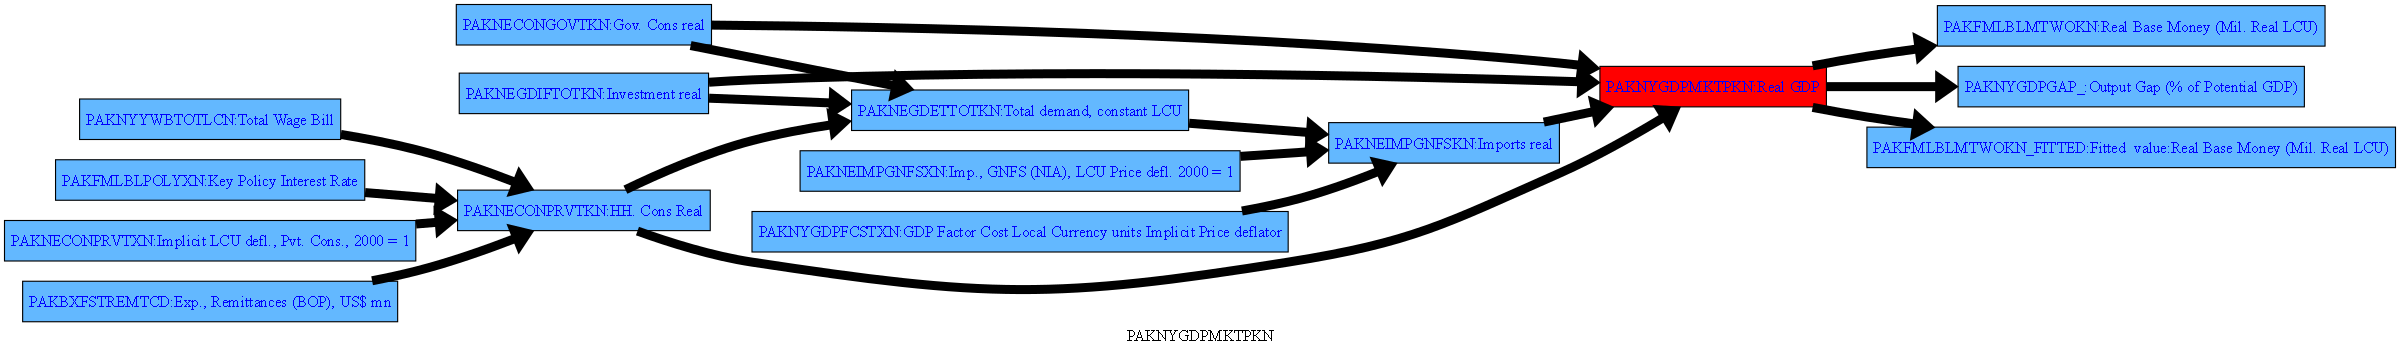 PAKNECONGOVTKN:Gov. Cons real
PAKFMLBLMTWOKN:Real Base Money (Mil. Real LCU)
PAKNEGDIFTOTKN:Investment real
PAKNYGDPMKTPKN:Real GDP
PAKNYGDPGAP_:Output Gap (% of Potential GDP)
PAKNYYWBTOTLCN:Total Wage Bill
PAKNEGDETTOTKN:Total demand, constant LCU
PAKNEIMPGNFSKN:Imports real
PAKFMLBLMTWOKN_FITTED:Fitted value:Real Base Money (Mil. Real LCU)
PAKFMLBLPOLYXN:Key Policy Interest Rate
PAKNEIMPGNFSXN:Imp., GNFS (NIA), LCU Price defl. 2000 = 1
PAKNECONPRVTKN:HH. Cons Real
PAKNECONPRVTXN:Implicit LCU defl., Pvt. Cons., 2000 = 1
PAKNYGDPFCSTXN:GDP Factor Cost Local Currency units Implicit Price deflator
PAKBXFSTREMTCD:Exp., Remittances (BOP), US$ mn
PAKNYGDPMKTPKN